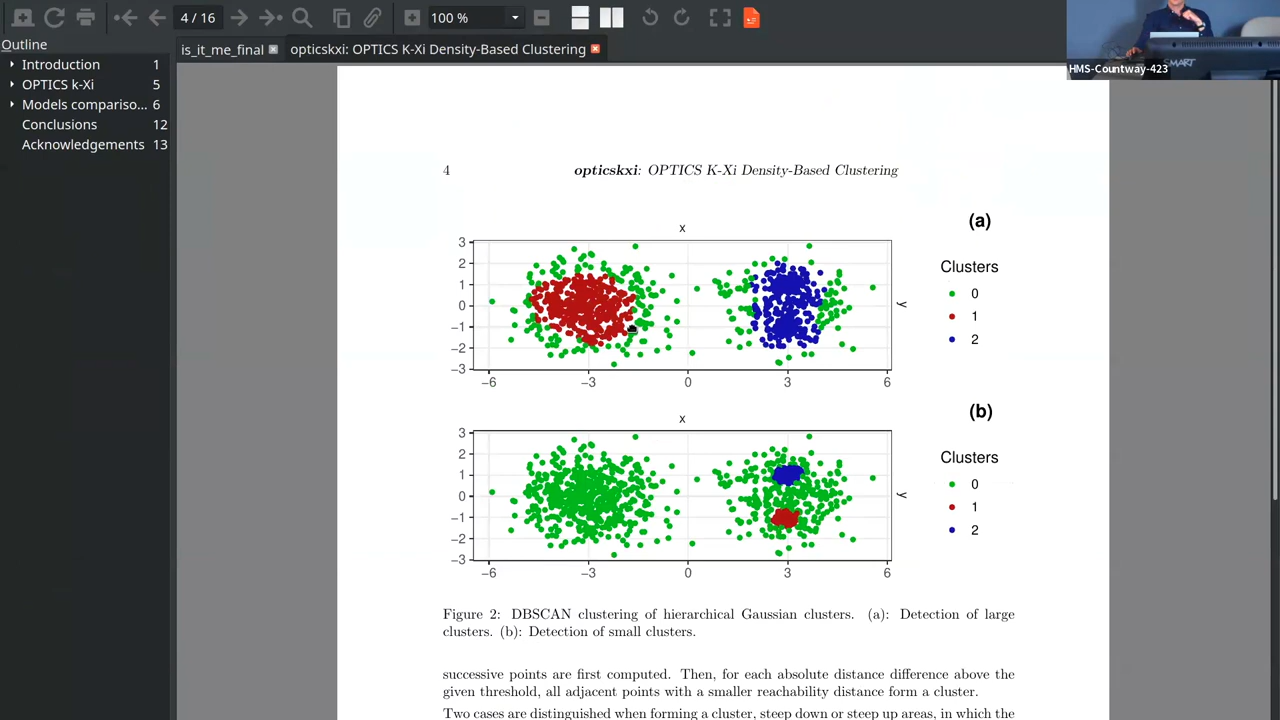 4 / 16
100 %
Outline
Introduction 1
OPTICS k-Xi 5
Models compariso... 6
Conclusions 12
Acknowledgements 13
is_it_me_final
opticskxi: OPTICS K-Xi Density-Based Clustering
SMART
HMS-Countway-423
4 opticskxi: OPTICS K-Xi Density-Based Clustering
(a)
x
3
2
1
0
−1
−2
−3
−6 −3 0 3 6
y
Clusters
0
1
2
(b)
x
3
2
1
0
−1
−2
−3
−6 −3 0 3 6
y
Clusters
0
1
2
Figure 2: DBSCAN clustering of hierarchical Gaussian clusters. (a): Detection of large
clusters. (b): Detection of small clusters.
successive points are first computed. Then, for each absolute distance difference above the
given threshold, all adjacent points with a smaller reachability distance form a cluster.
Two cases are distinguished when forming a cluster, steep down or steep up areas, in which the